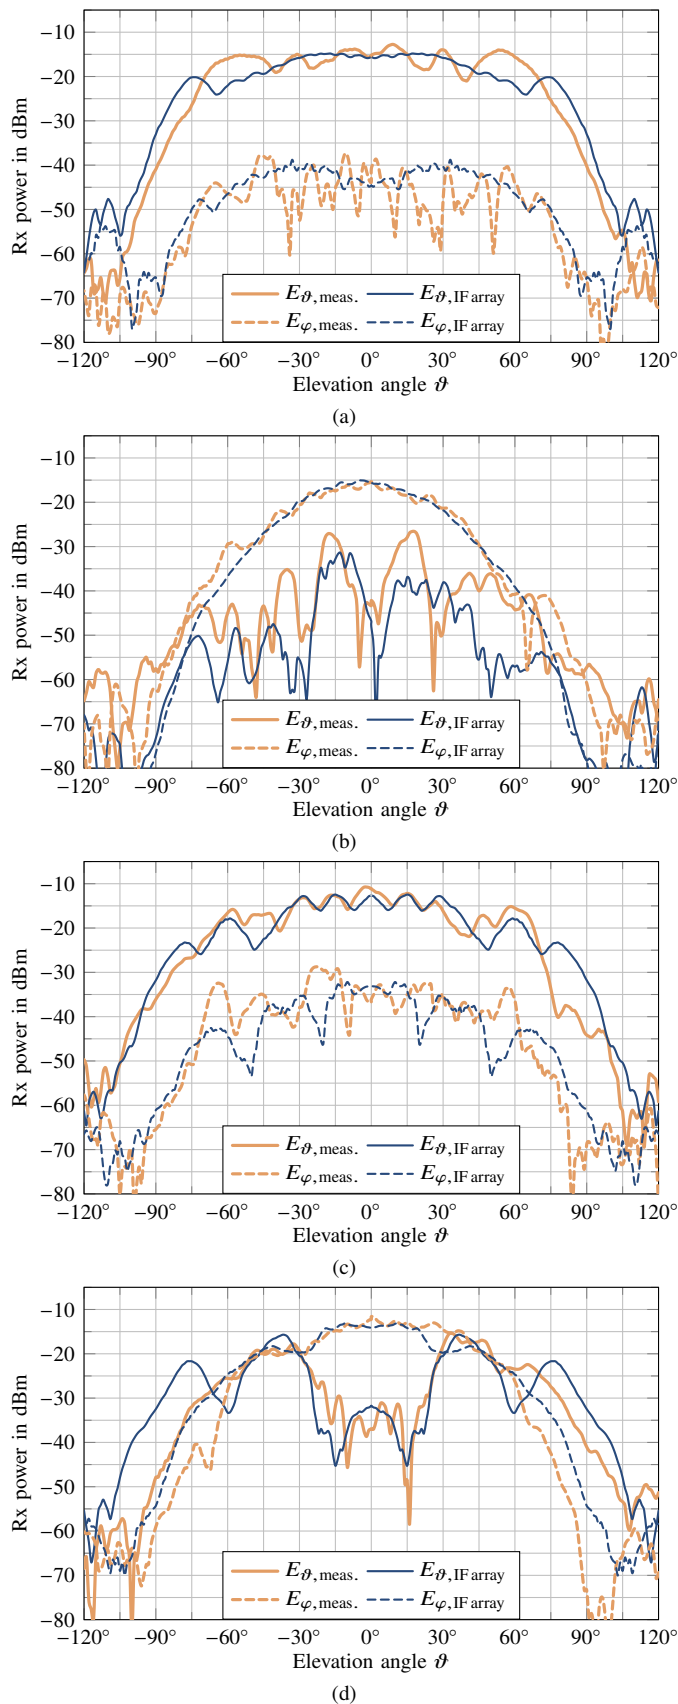 −10
−20
−30
−40
−50
−60
−70
−80
Rx power in dBm
E𝜗, meas. E𝜗, IF array
E𝜑, meas. E𝜑, IF array
−120 −90° −60° −30° 0° 30° 60° 90° 120°
Elevation angle 𝝑
(a)
−10
−20
−30
−40
−50
−60
−70
−80
Rx power in dBm
E𝜗, meas. E𝜗, IF array
E𝜑, meas. E𝜑, IF array
−120° −90° −60° −30° 0° 30° 60° 90° 120°
Elevation angle 𝝑
(b)
−10
−20
−30
−40
−50
−60
−70
−80
Rx power in dBm
E𝜗, meas. E𝜗, IF array
E𝜑, meas. E𝜑, IF array
−120° −90° −60° −30° 0° 30° 60° 90° 120°
Elevation angle 𝝑
(c)
−10
−20
−30
−40
−50
−60
−70
−80
Rx power in dBm
E𝜗, meas. E𝜗, IF array
E𝜑, meas. E𝜑, IF array
−120° −90° −60° −30° 0° 30° 60° 90° 120°
Elevation angle 𝝑
(d)